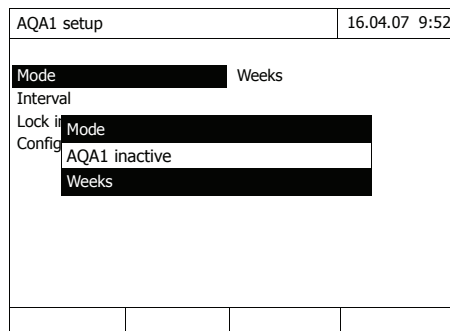 AQA1 setup 16.04.07 9:52
Mode Weeks
Interval
Lock i
Config
Mode
AQA1 inactive
Weeks